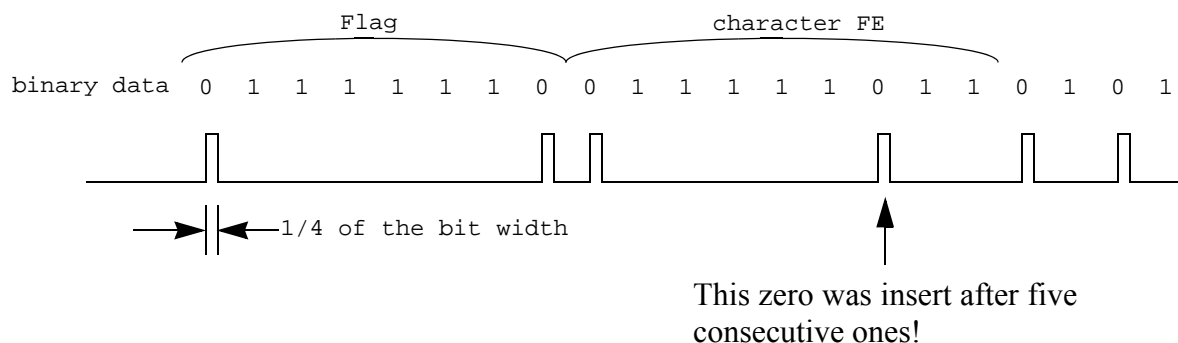 Flag character FE
binary data 0 1 1 1 1 1 1 0 0 1 1 1 1 1 0 1 1 0 1 0 1
1/4 of the bit width
This zero was insert after five
consecutive ones!